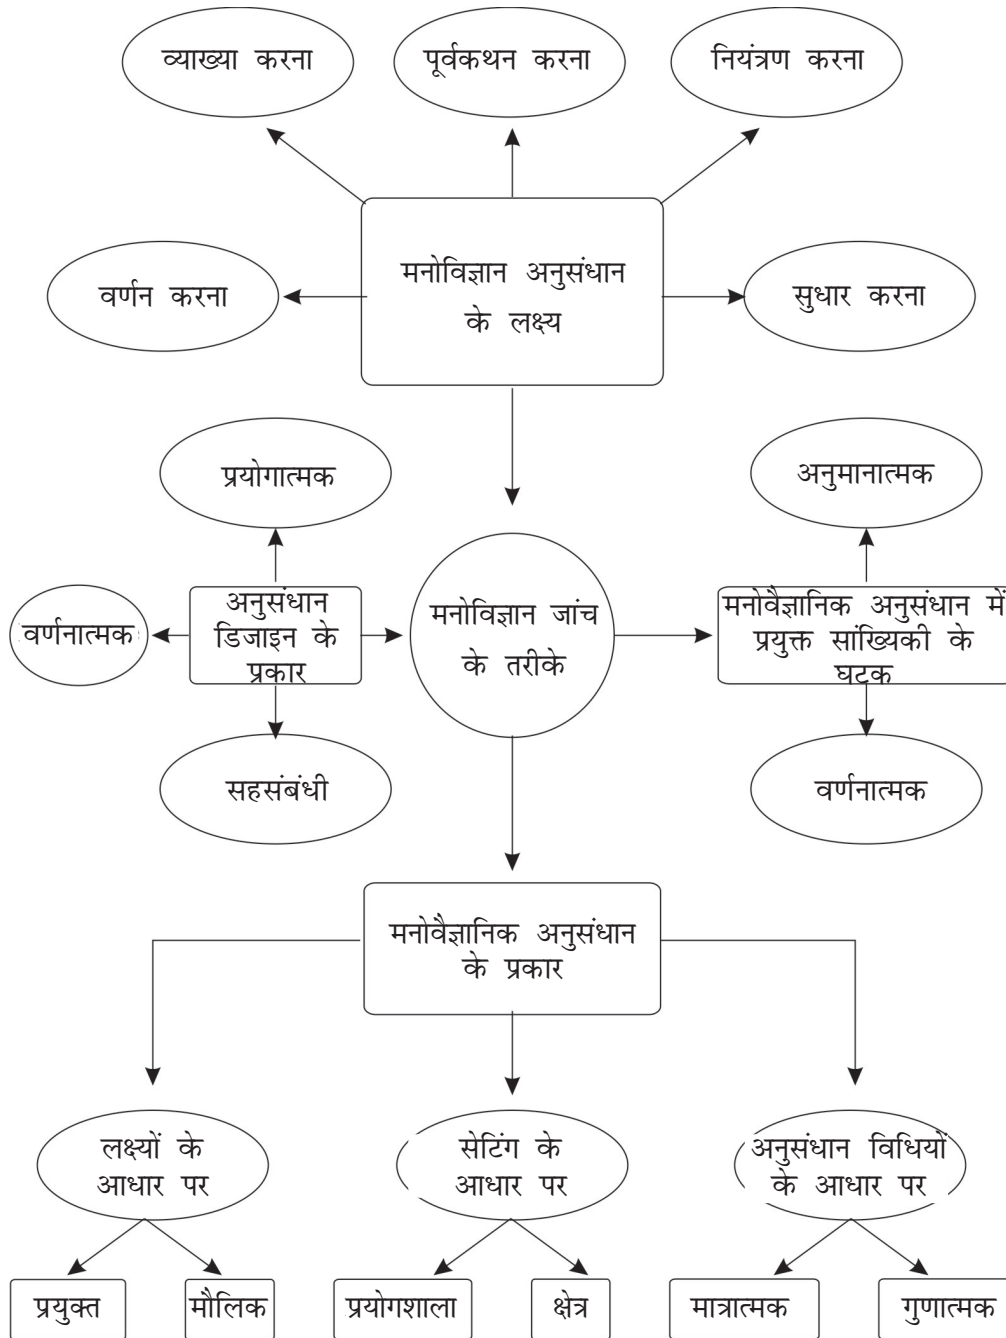 व्याख्या करना
पूर्वकथन करना
नियंत्रण करना
मनोविज्ञान अनुसंधान
के लक्ष्य
वर्णन करना
सुधार करना
प्रयोगात्मक
अनुमानात्मक
वर्णनात्मक
अनुसंधान
डिजाइन के
प्रकार
मनोविज्ञान जांच
के तरीके
मनोवैज्ञानिक अनुसंधान में
प्रयुक्त सांख्यिकी के
घटक
सहसंबंधी
वर्णनात्मक
मनोवैज्ञानिक अनुसंधान
के प्रकार
लक्ष्यों के
आधार पर
सेटिंग के
आधार पर
अनुसंधान विधियों
के आधार पर
प्रयुक्त
मौलिक
प्रयोगशाला
क्षेत्र
मात्रात्मक
गुणात्मक